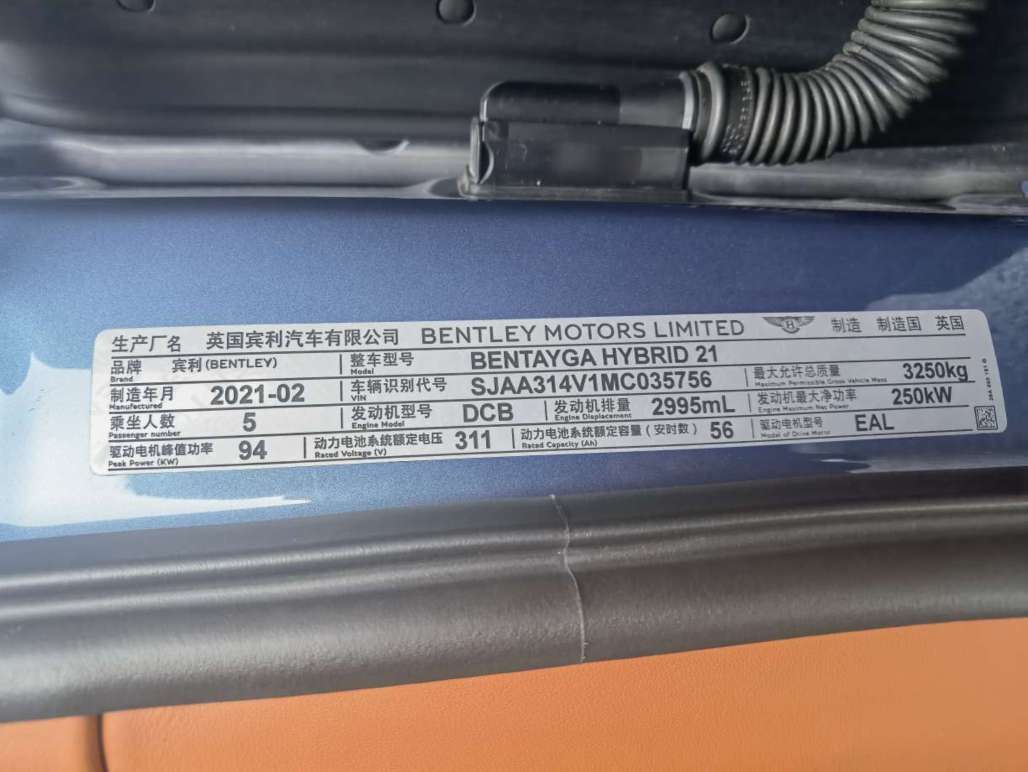 生产厂名 英国宾利汽车有限公司 BENTLEY MOTORS LIMITED 制造 制造国 英国
品牌 宾利(BENTLEY) 整车型号 BENTAYGA HYBRID 21
Brand Model
制造年月 2021-02 车辆识别代号 SJAA314V1MC035756 最大允许总质量 3250kg
Manufactured VIN Maximum Permissible Gross Vehicle Mass
乘坐人数 5 发动机型号 DCB 发动机排量 2995mL 发动机最大净功率 250kW
Passenger number Engine Model Engine Displacement Engine Maximum Net Power
驱动电机峰值功率 94 动力电池系统额定电压 311 动力电池系统额定容量(安时数) 56 驱动电机型号 EAL
Peak Power (KW) Rated Voltage (V) Rated Capacity (Ah) Model of Drive Motor